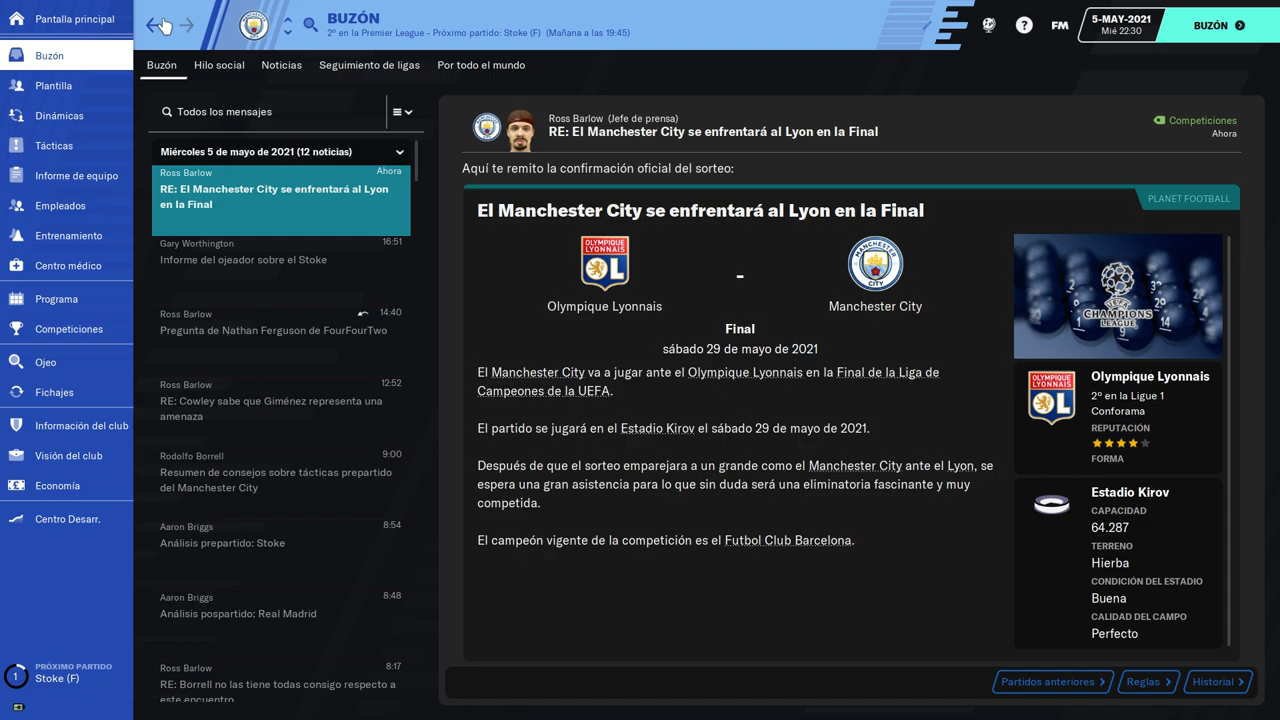 Pantalla principal
Buzón
Plantilla
Dinámicas
Tácticas
Informe de equipo
Empleados
Entrenamiento
Centro médico
Programa
Competiciones
Ojeo
Fichajes
Información del club
Visión del club
Economía
Centro Desarr.
1
PRÓXIMO PARTIDO
Stoke (F)
BUZÓN
2º en la Premier League - Próximo partido: Stoke (F) (Mañana a las 19:45)
FM
5-MAY-2021
Mié 22:30
BUZÓN
Buzón
Hilo social
Noticias
Seguimiento de ligas
Por todo el mundo
Todos los mensajes
Miércoles 5 de mayo de 2021 (12 noticias)
Ross Barlow
Ahora
RE: El Manchester City se enfrentará al Lyon
en la Final
Gary Worthington
16:51
Informe del ojeador sobre el Stoke
Ross Barlow
14:40
Pregunta de Nathan Ferguson de FourFourTwo
Ross Barlow
12:52
RE: Cowley sabe que Giménez representa una
amenaza
Rodolfo Borrell
9:00
Resumen de consejos sobre tácticas prepartido
del Manchester City
Aaron Briggs
8:54
Análisis prepartido: Stoke
Aaron Briggs
8:48
Análisis pospartido: Real Madrid
Ross Barlow
8:17
RE: Borrell no las tiene todas consigo respecto a
este encuentro
Ross Barlow (Jefe de prensa)
RE: El Manchester City se enfrentará al Lyon en la Final
Competiciones
Ahora
Aquí te remito la confirmación oficial del sorteo:
PLANET FOOTBALL
El Manchester City se enfrentará al Lyon en la Final
OLYMPIQUE LYONNAIS
OL
MANCHESTER
CITY
-
Olympique Lyonnais
Manchester City
Final
sábado 29 de mayo de 2021
El Manchester City va a jugar ante el Olympique Lyonnais en la Final de la Liga de
Campeones de la UEFA.
El partido se jugará en el Estadio Kirov el sábado 29 de mayo de 2021.
Después de que el sorteo emparejara a un grande como el Manchester City ante el Lyon, se
espera una gran asistencia para lo que sin duda será una eliminatoria fascinante y muy
competida.
El campeón vigente de la competición es el Futbol Club Barcelona.
UEFA
CHAMPIONS
LEAGUE
OLYMPIQUE LYONNAIS
OL
Olympique Lyonnais
2º en la Ligue 1
Conforama
REPUTACIÓN
FORMA
Estadio Kirov
CAPACIDAD
64.287
TERRENO
Hierba
CONDICIÓN DEL ESTADIO
Buena
CALIDAD DEL CAMPO
Perfecto
Partidos anteriores
Reglas
Historial